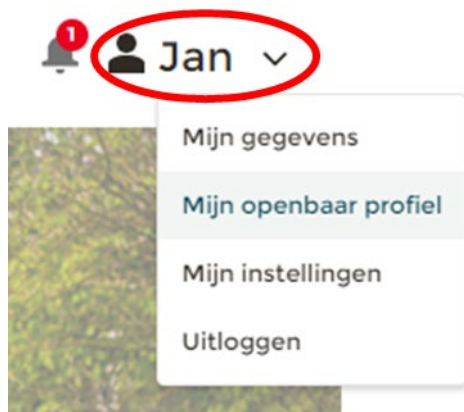 1
Jan
Mijn gegevens
Mijn openbaar profiel
Mijn instellingen
Uitloggen